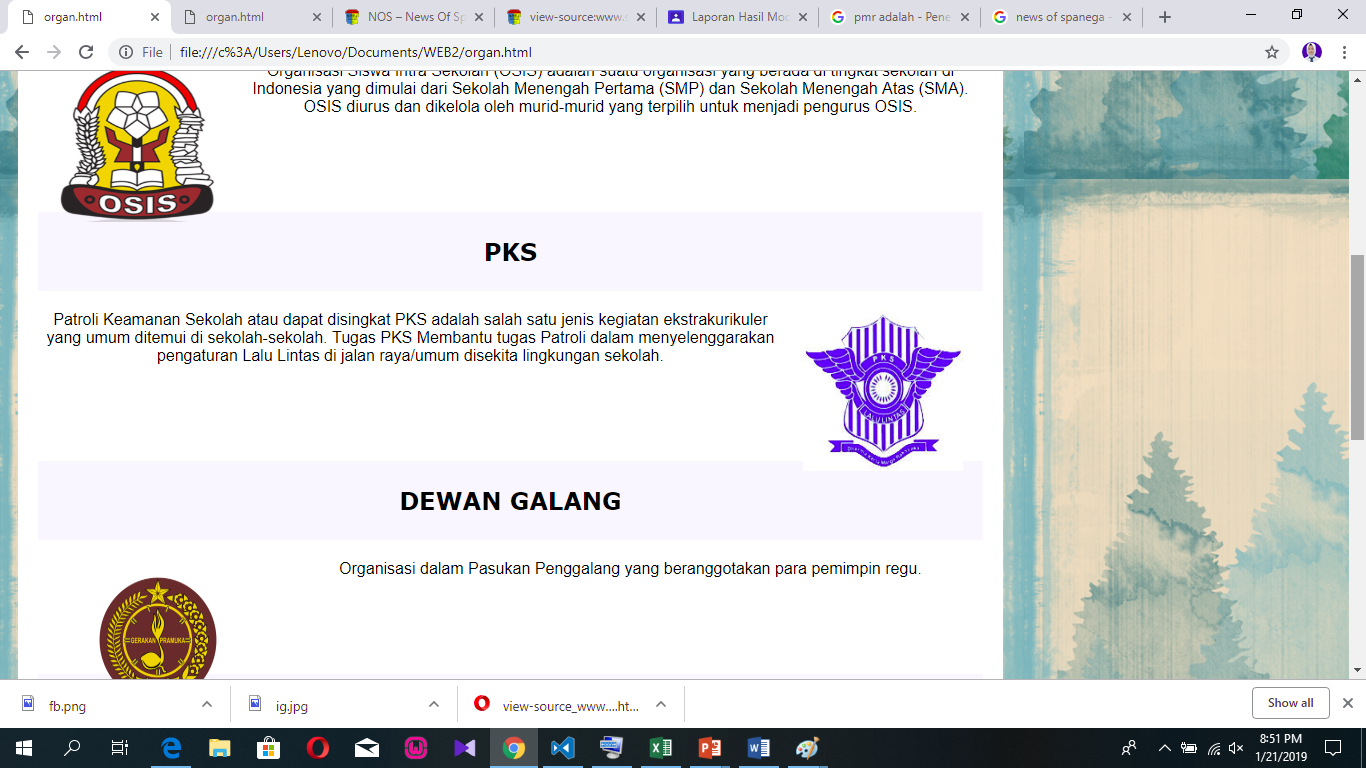 organ.html
organ.html
NOS – News Of Sp
view-source:www.
Laporan Hasil Mod
pmr adalah - Pene
news of spanega -
File
file:///c%3A/Users/Lenovo/Documents/WEB2/organ.html
Organisasi Siswa Intra Sekolah (OSIS) adalah suatu organisasi yang berada di tingkat sekolah di
Indonesia yang dimulai dari Sekolah Menengah Pertama (SMP) dan Sekolah Menengah Atas (SMA).
OSIS diurus dan dikelola oleh murid-murid yang terpilih untuk menjadi pengurus OSIS.
OSIS
PKS
Patroli Keamanan Sekolah atau dapat disingkat PKS adalah salah satu jenis kegiatan ekstrakurikuler
yang umum ditemui di sekolah-sekolah. Tugas PKS Membantu tugas Patroli dalam menyelenggarakan
pengaturan Lalu Lintas di jalan raya/umum disekita lingkungan sekolah.
PKS
LALU LINTAS
DEWAN GALANG
Organisasi dalam Pasukan Penggalang yang beranggotakan para pemimpin regu.
GERAKAN PRAMUKA
fb.png
ig.jpg
view-source_www....ht...
Show all
8:51 PM
1/21/2019